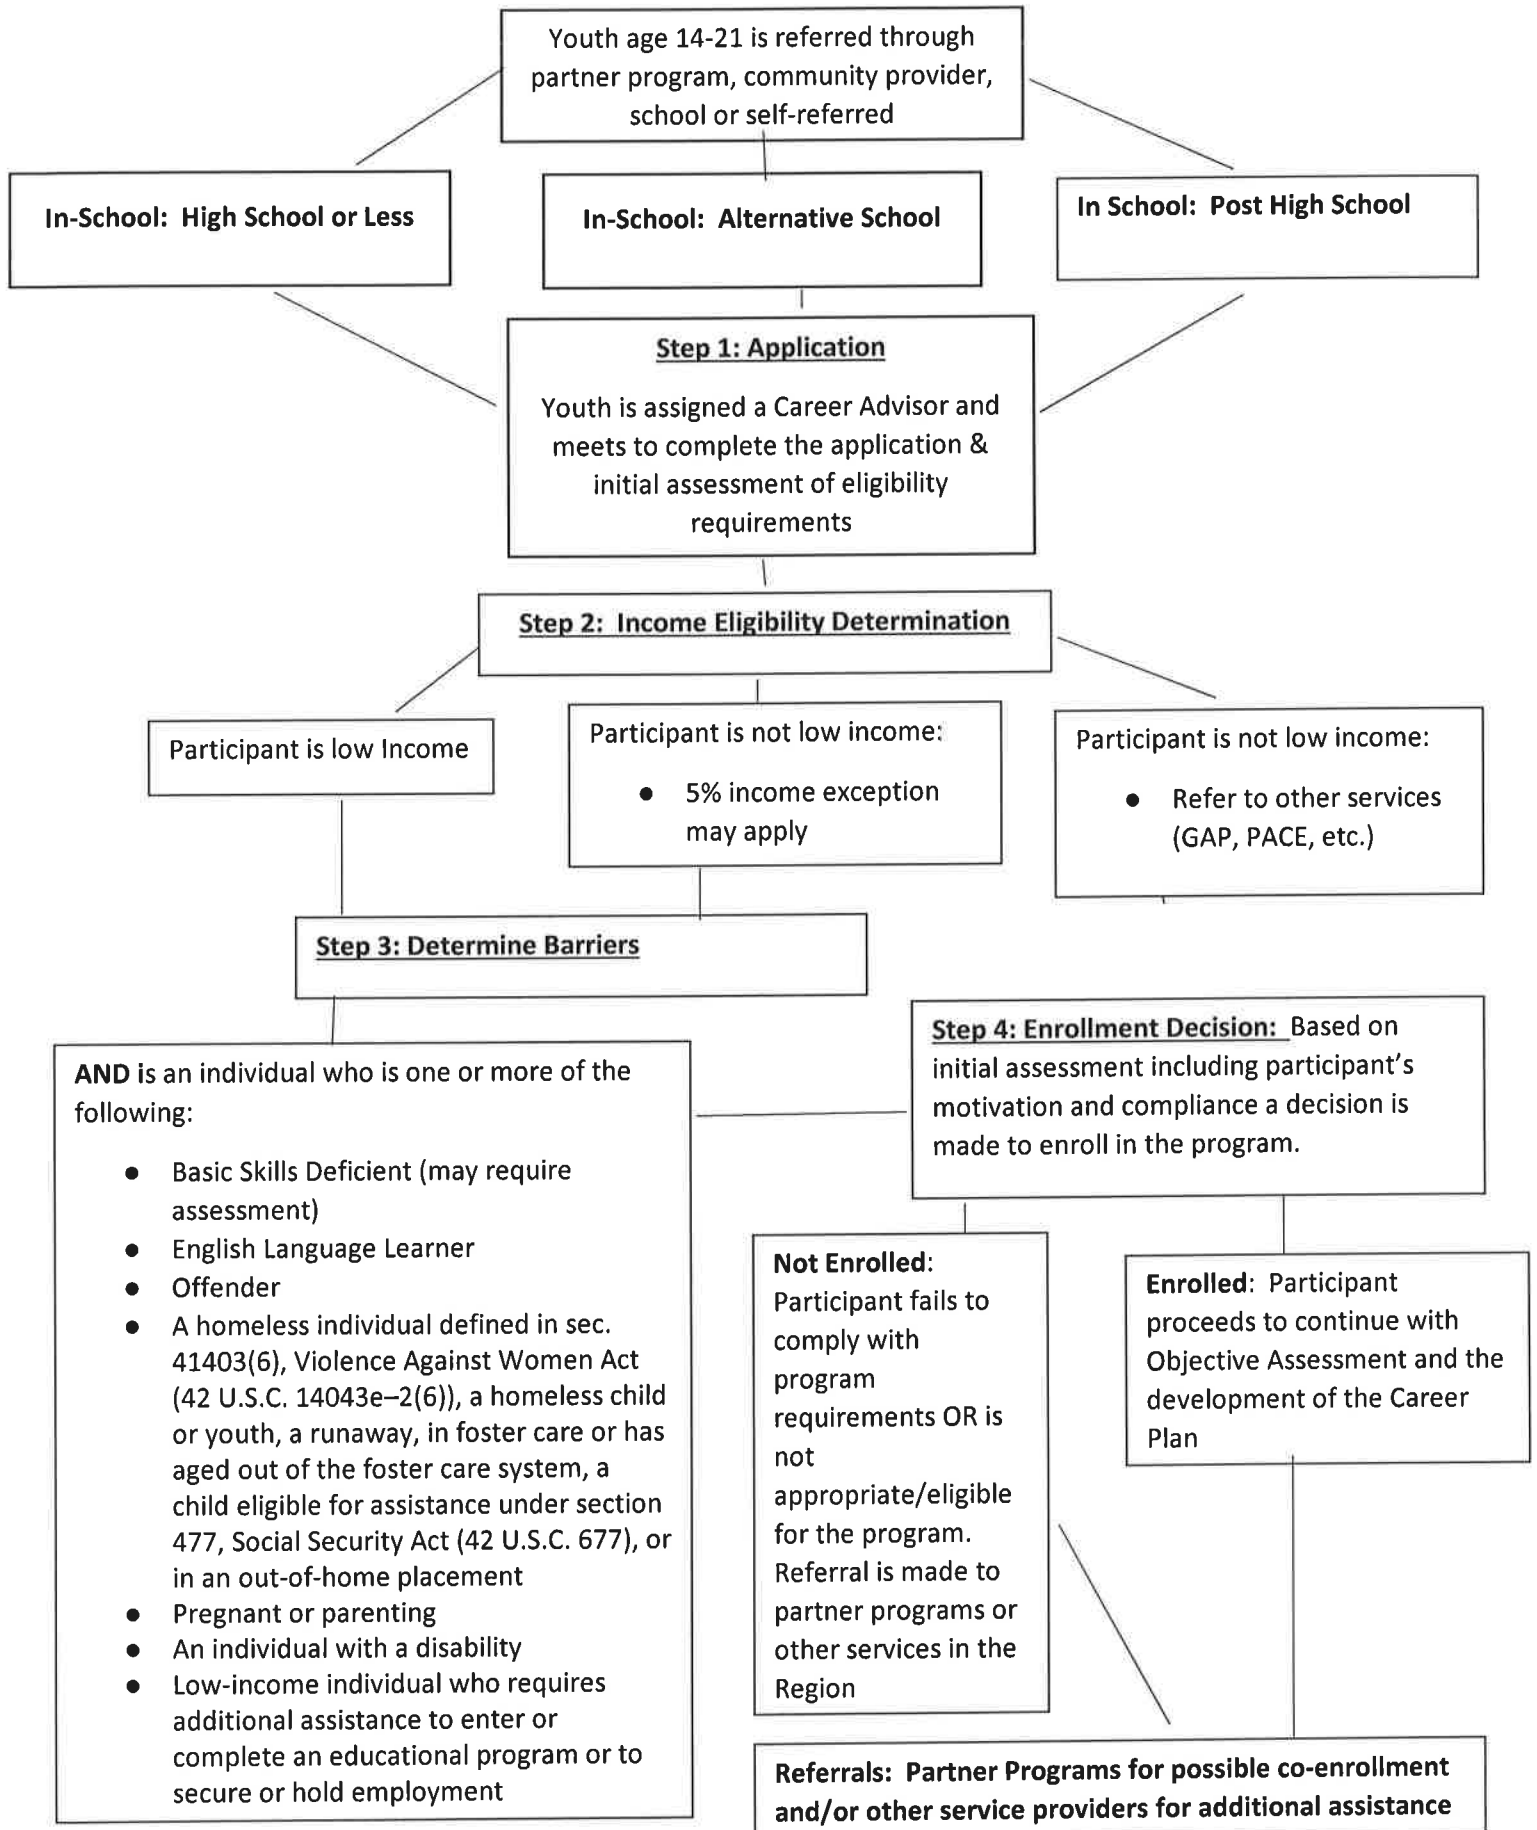 Youth age 14-21 is referred through
partner program, community provider,
school or self-referred
In-School: High School or Less
In-School: Alternative School
In School: Post High School
Step 1: Application
Youth is assigned a Career Advisor and
meets to complete the application &
initial assessment of eligibility
requirements
Step 2: Income Eligibility Determination
Participant is low Income
Participant is not low income:
● 5% income exception
may apply
Participant is not low income:
● Refer to other services
(GAP, PACE, etc.)
Step 3: Determine Barriers
AND is an individual who is one or more of the
following:
● Basic Skills Deficient (may require
assessment)
● English Language Learner
● Offender
● A homeless individual defined in sec.
41403(6), Violence Against Women Act
(42 U.S.C. 14043e–2(6)), a homeless child
or youth, a runaway, in foster care or has
aged out of the foster care system, a
child eligible for assistance under section
477, Social Security Act (42 U.S.C. 677), or
in an out-of-home placement
● Pregnant or parenting
● An individual with a disability
● Low-income individual who requires
additional assistance to enter or
complete an educational program or to
secure or hold employment
Step 4: Enrollment Decision: Based on
initial assessment including participant's
motivation and compliance a decision is
made to enroll in the program.
Not Enrolled:
Participant fails to
comply with
program
requirements OR is
not
appropriate/eligible
for the program.
Referral is made to
partner programs or
other services in the
Region
Enrolled: Participant
proceeds to continue with
Objective Assessment and the
development of the Career
Plan
Referrals: Partner Programs for possible co-enrollment
and/or other service providers for additional assistance